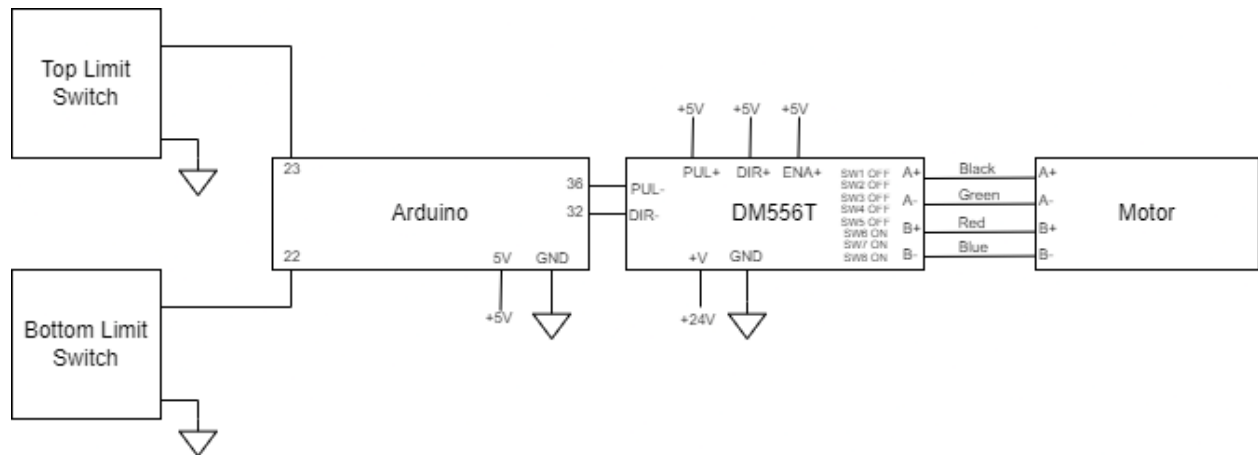 Top Limit
Switch
Bottom Limit
Switch
23
22
Arduino
36
32
5V
GND
+5V
+5V
+5V
+5V
PUL+
DIR+
ENA+
PUL-
DIR-
DM556T
SW1 OFF
SW2 OFF
SW3 OFF
SW4 OFF
SW5 OFF
SW6 ON
SW7 ON
SW8 ON
A+
A-
B+
B-
+V
GND
+24V
Black
Green
Red
Blue
A+
A-
B+
B-
Motor